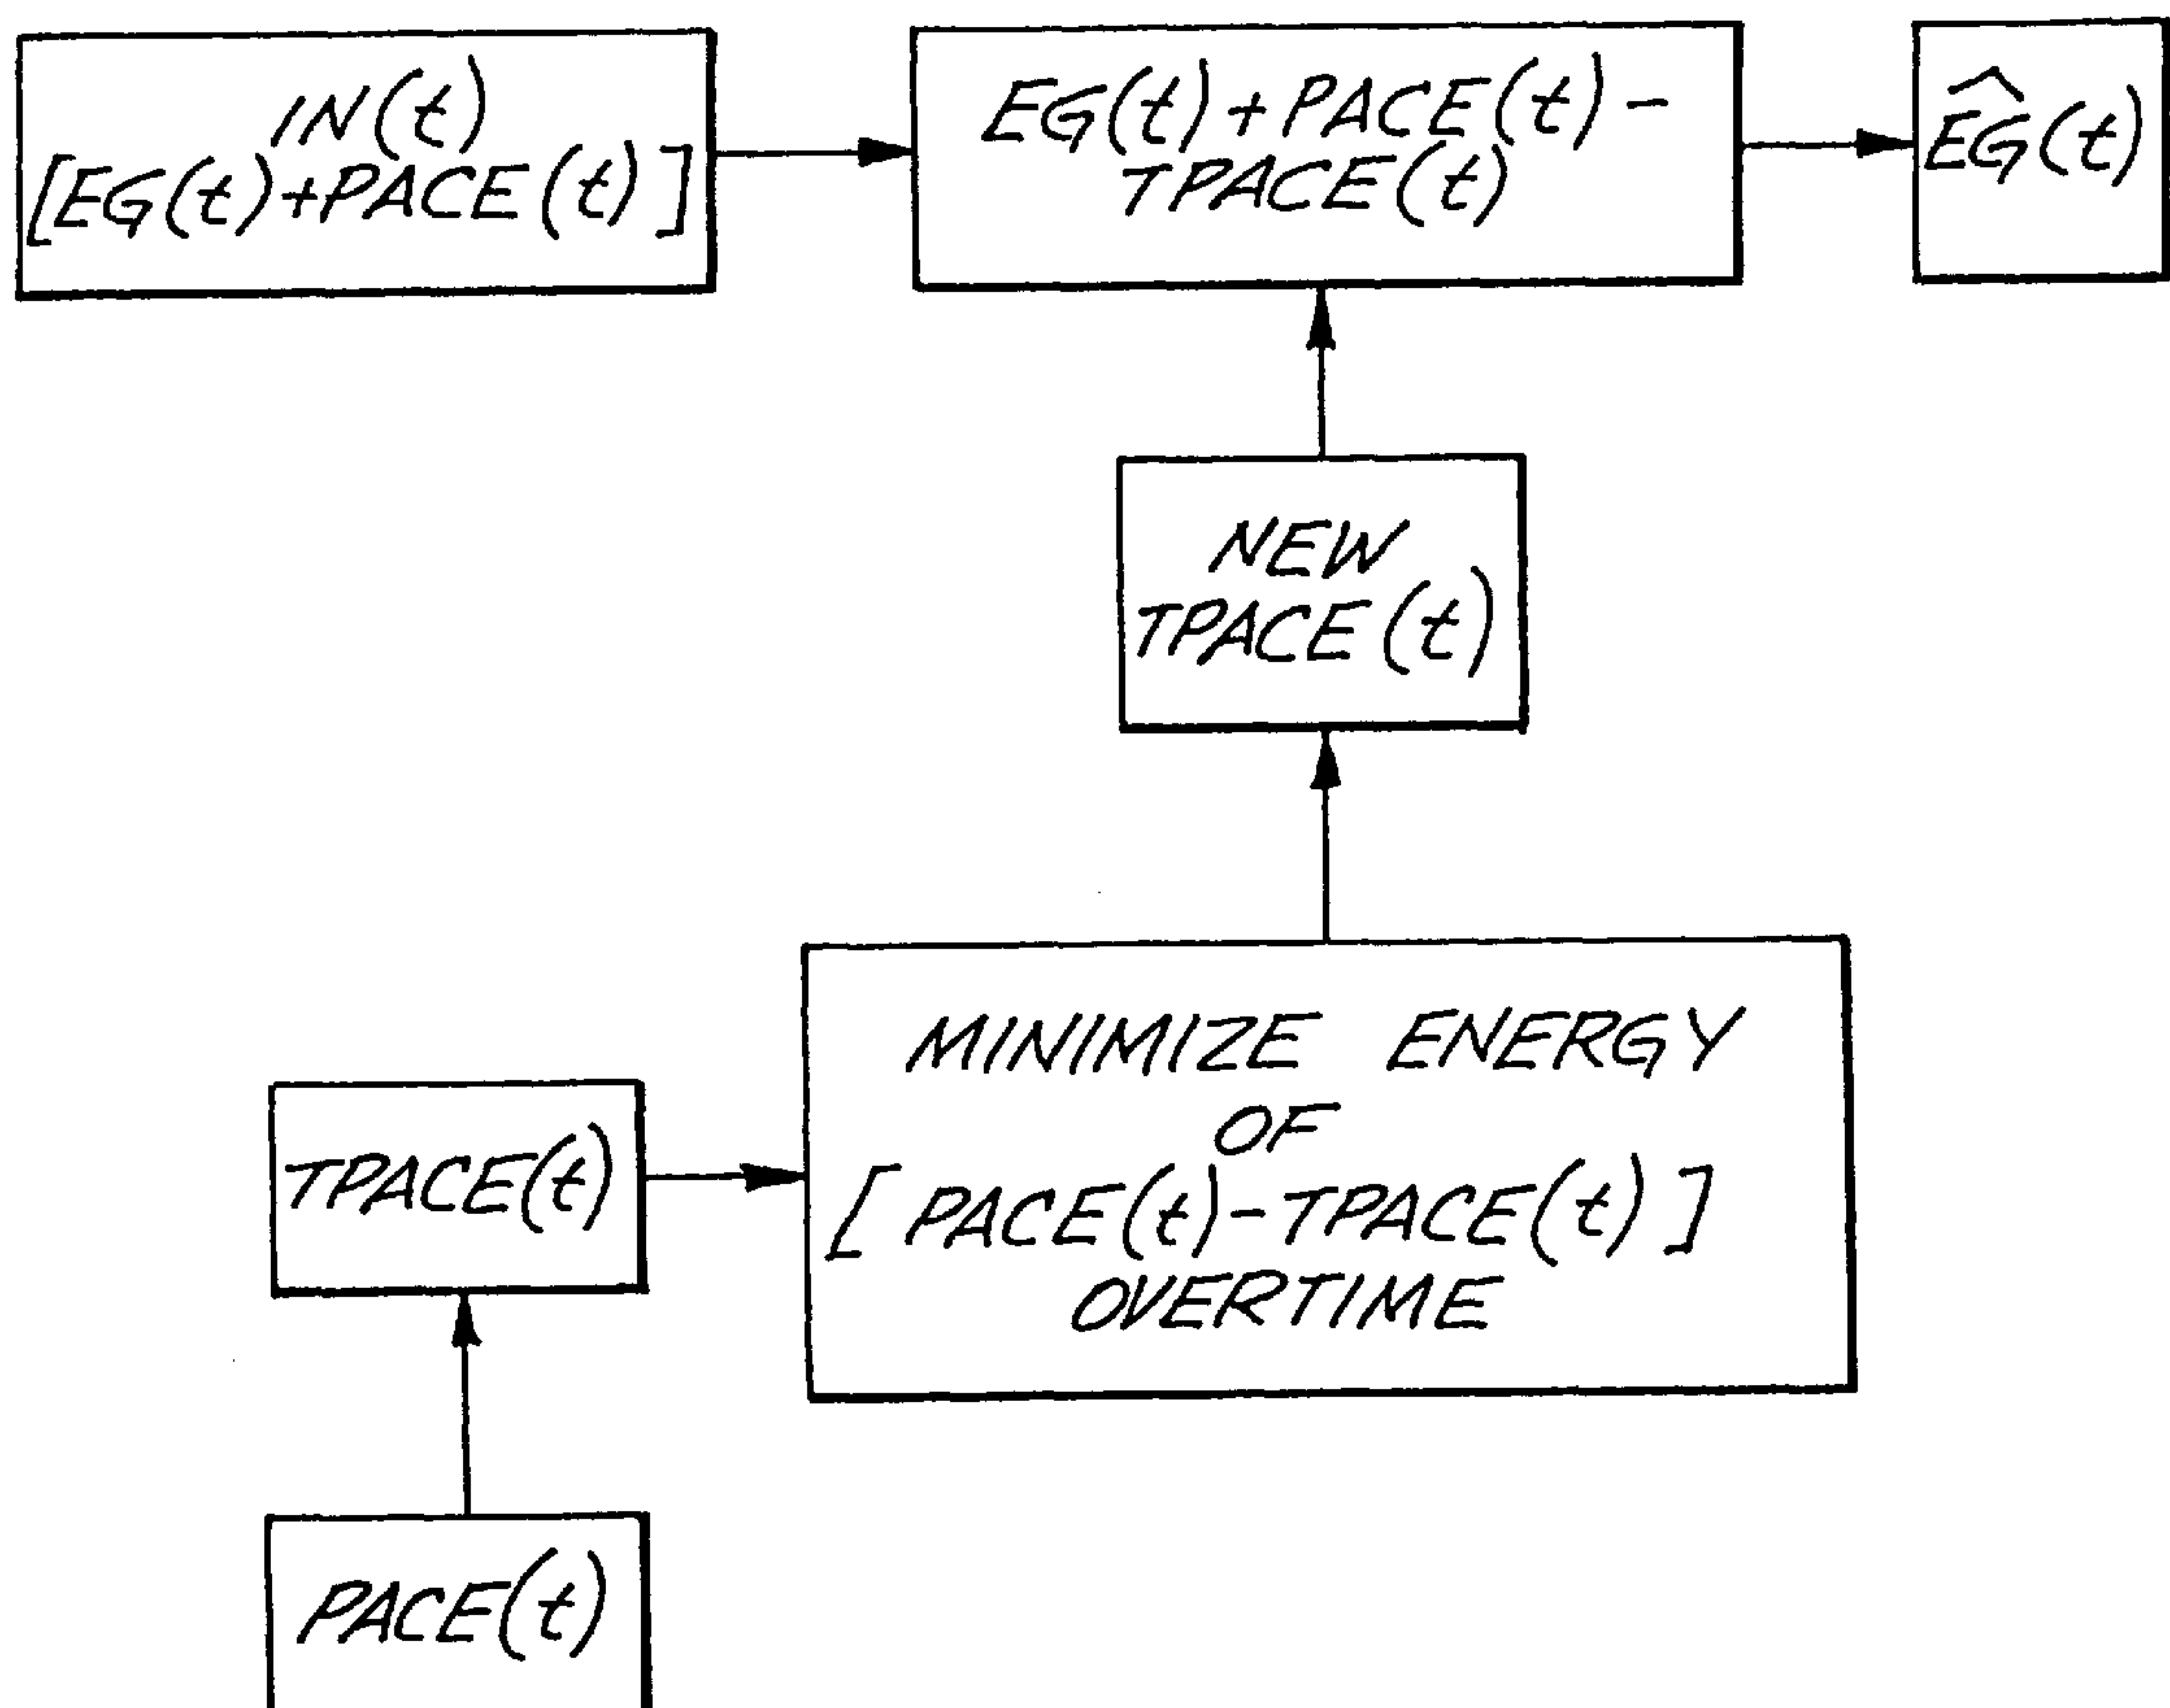 IN(t)
[EG(t)+PACE(t)]
EG(t)+PACE(t)-
TPACE(t)
ÊG(t)
NEW
TPACE(t)
MINIMIZE ENERGY
OF
[PACE(t)-TPACE(t)]
OVERTIME
TPACE(t)
PACE(t)